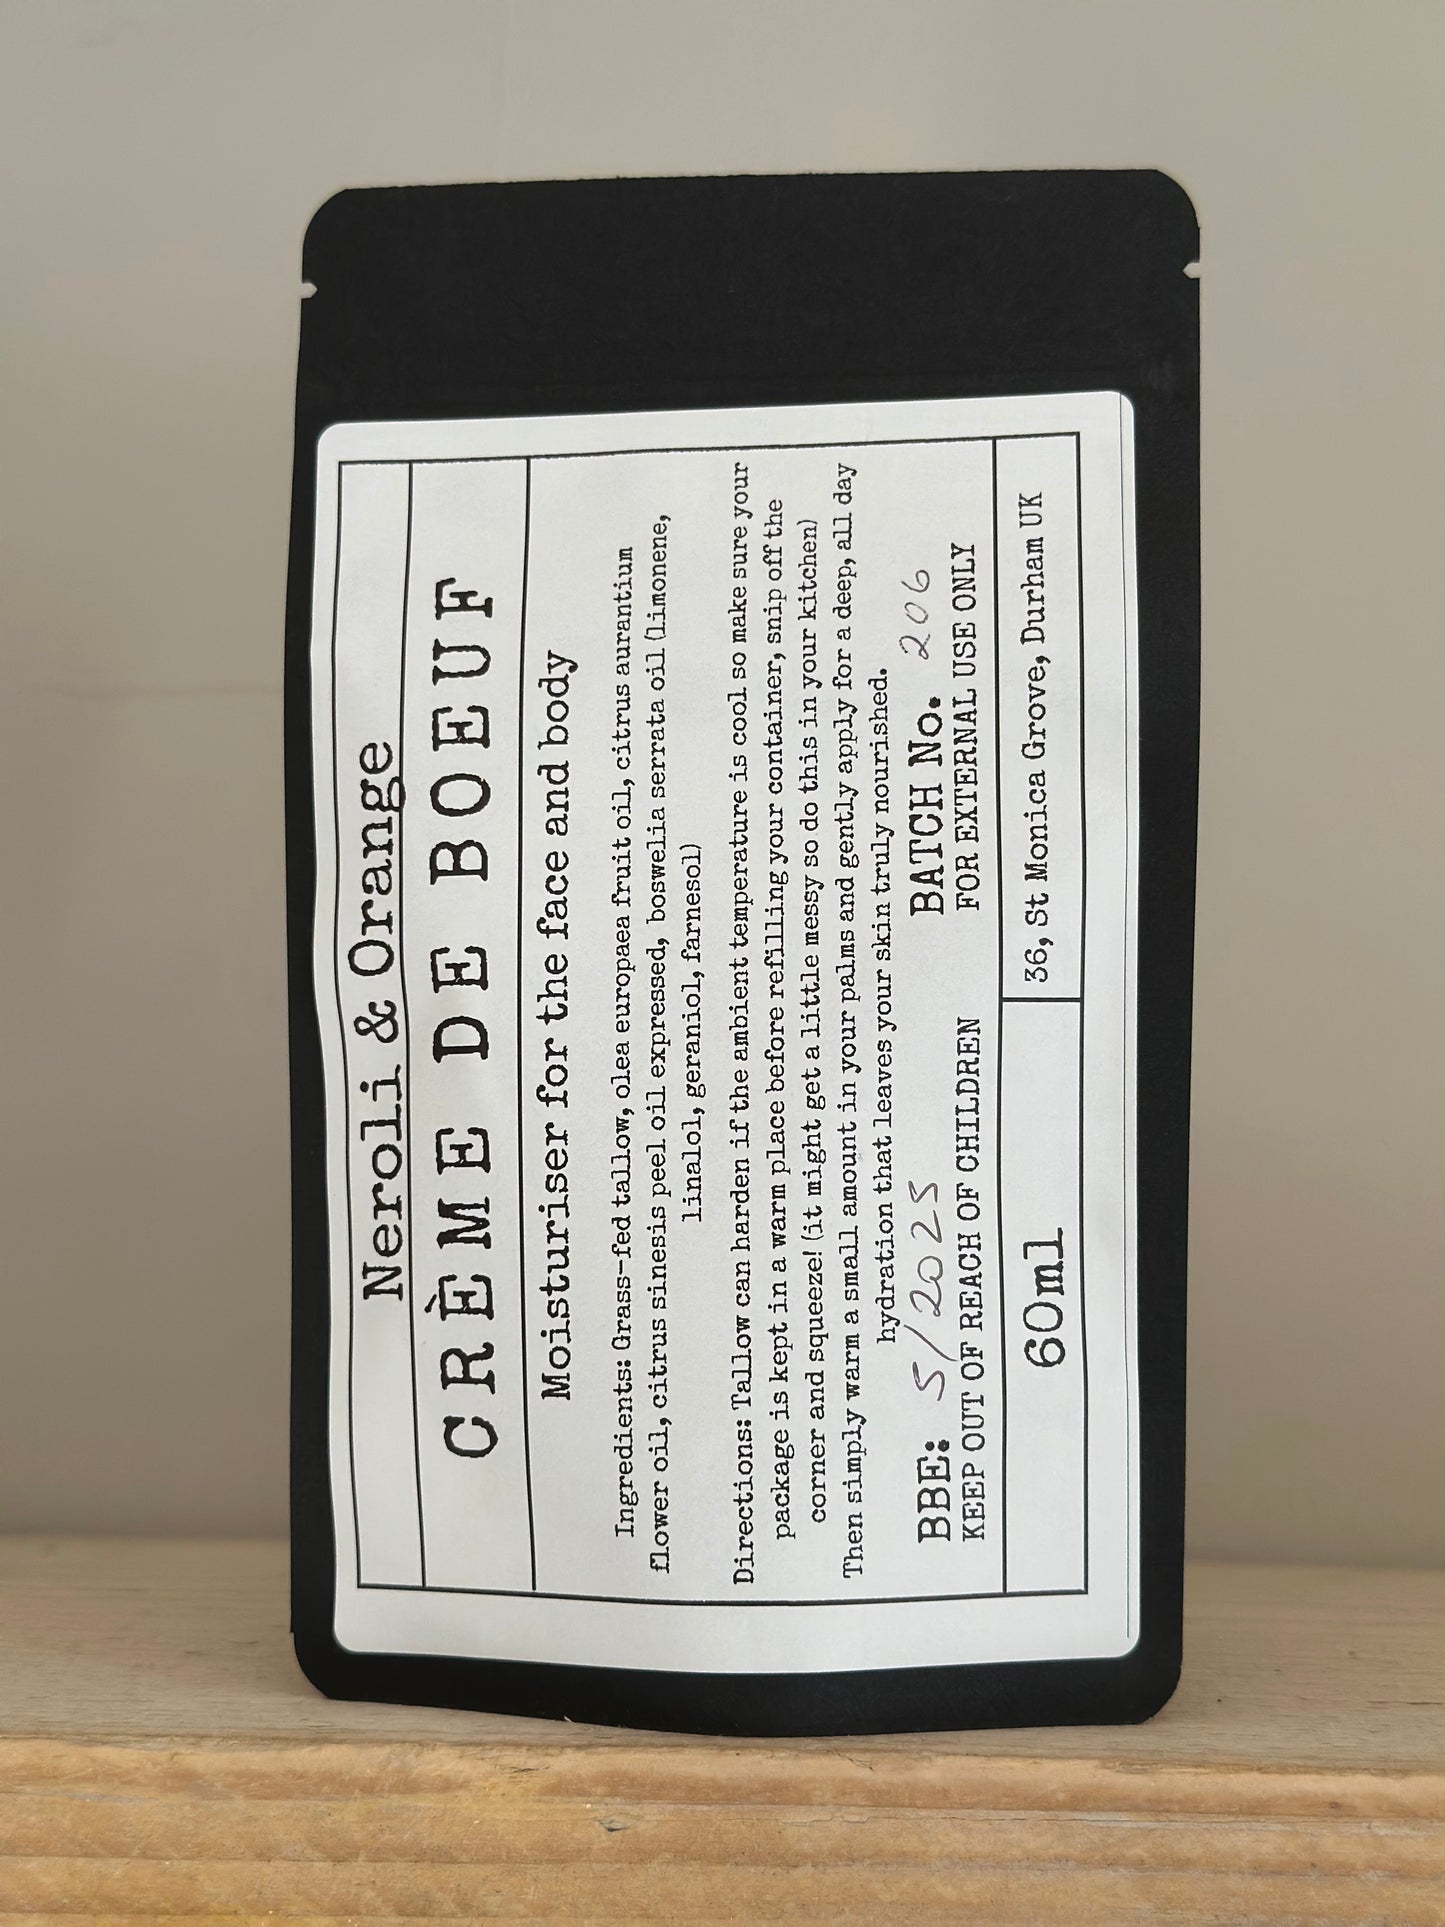 Neroli & Orange
CRÈME DE BOEUF
Moisturiser for the face and body
Ingredients: Grass-fed tallow, olea europaea fruit oil, citrus aurantium
flower oil, citrus sinesis peel oil expressed, boswelia serrata oil (limonene,
linalol, geraniol, farnesol)
Directions: Tallow can harden if the ambient temperature is cool so make sure your
package is kept in a warm place before refilling your container, snip off the
corner and squeeze! (it might get a little messy so do this in your kitchen)
Then simply warm a small amount in your palms and gently apply for a deep, all day
hydration that leaves your skin truly nourished.
BBE: 5/2025 BATCH No. 206
KEEP OUT OF REACH OF CHILDREN FOR EXTERNAL USE ONLY
60ml 36, St Monica Grove, Durham UK